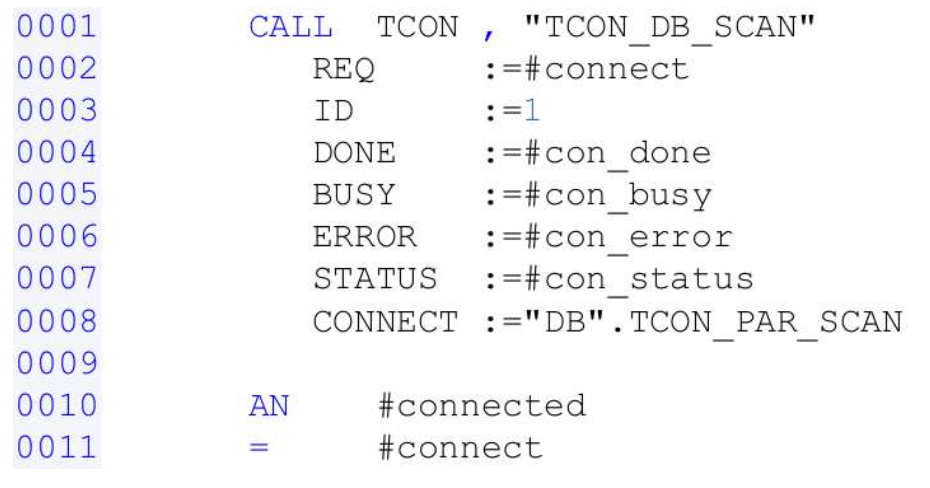 0001 CALL TCON , "TCON_DB_SCAN"
0002 REQ :=#connect
0003 ID :=1
0004 DONE :=#con_done
0005 BUSY :=#con_busy
0006 ERROR :=#con_error
0007 STATUS :=#con_status
0008 CONNECT :="DB".TCON_PAR_SCAN
0009
0010 AN #connected
0011 = #connect